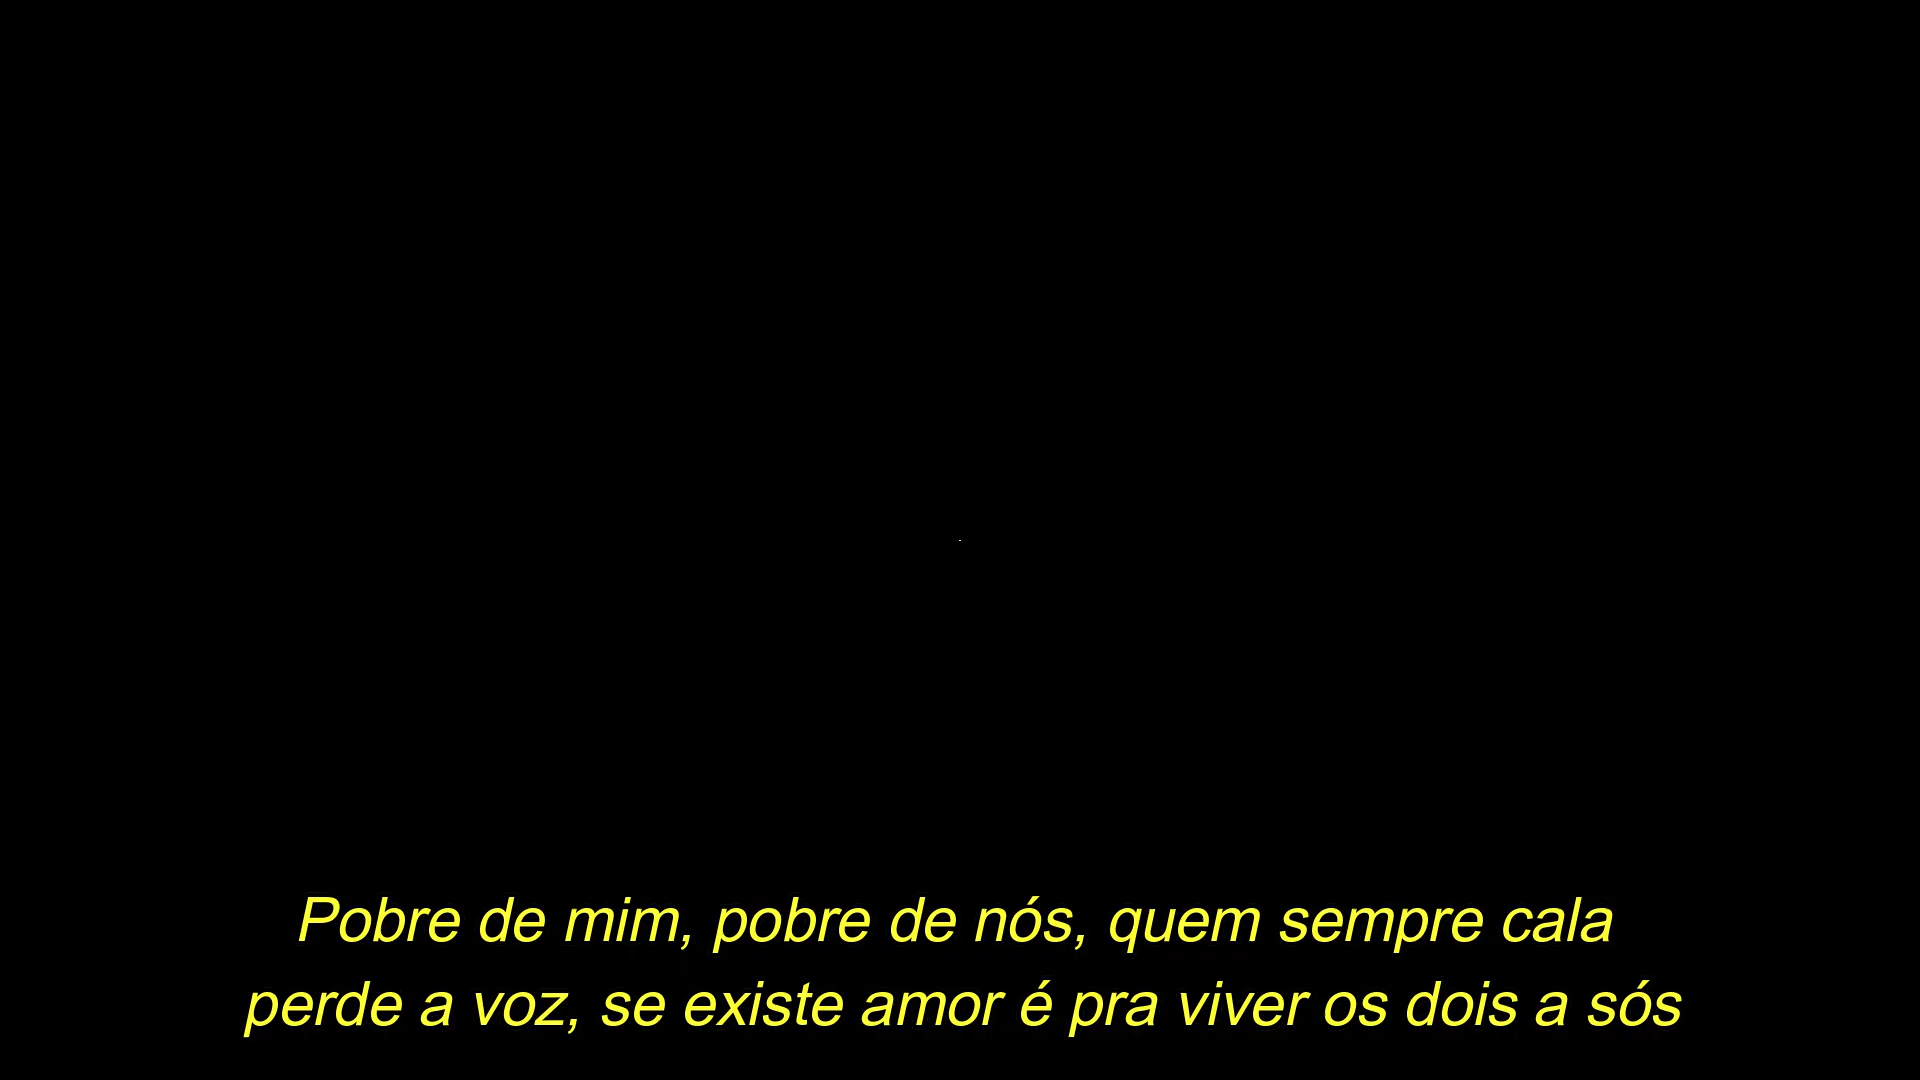 Pobre de mim, pobre de nós, quem sempre cala
perde a voz, se existe amor é pra viver os dois a sós